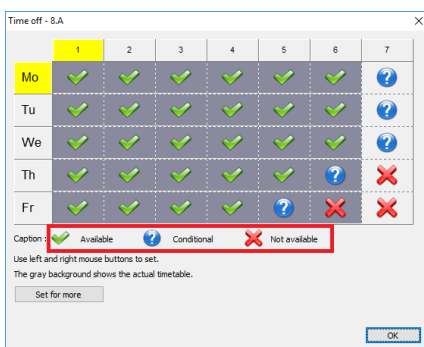 Time off - 8.A
1 2 3 4 5 6 7
Mo
Tu
We
Th
Fr
Caption : Available Conditional Not available
Use left and right mouse buttons to set.
The gray background shows the actual timetable.
Set for more
OK